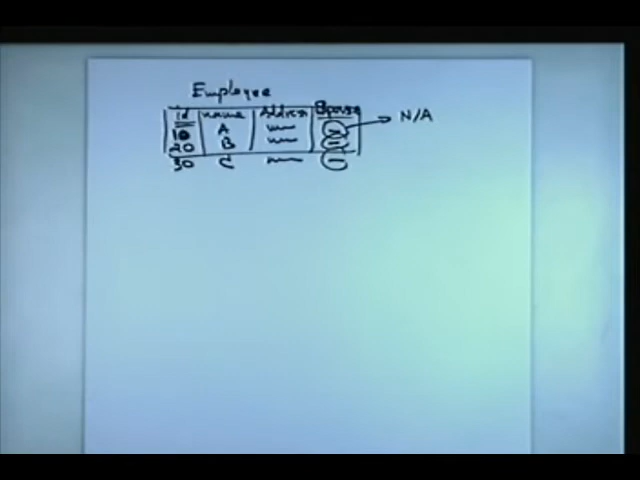 Employee
id name Address Spouse
10 A — — N/A
20 B — —
30 C — —